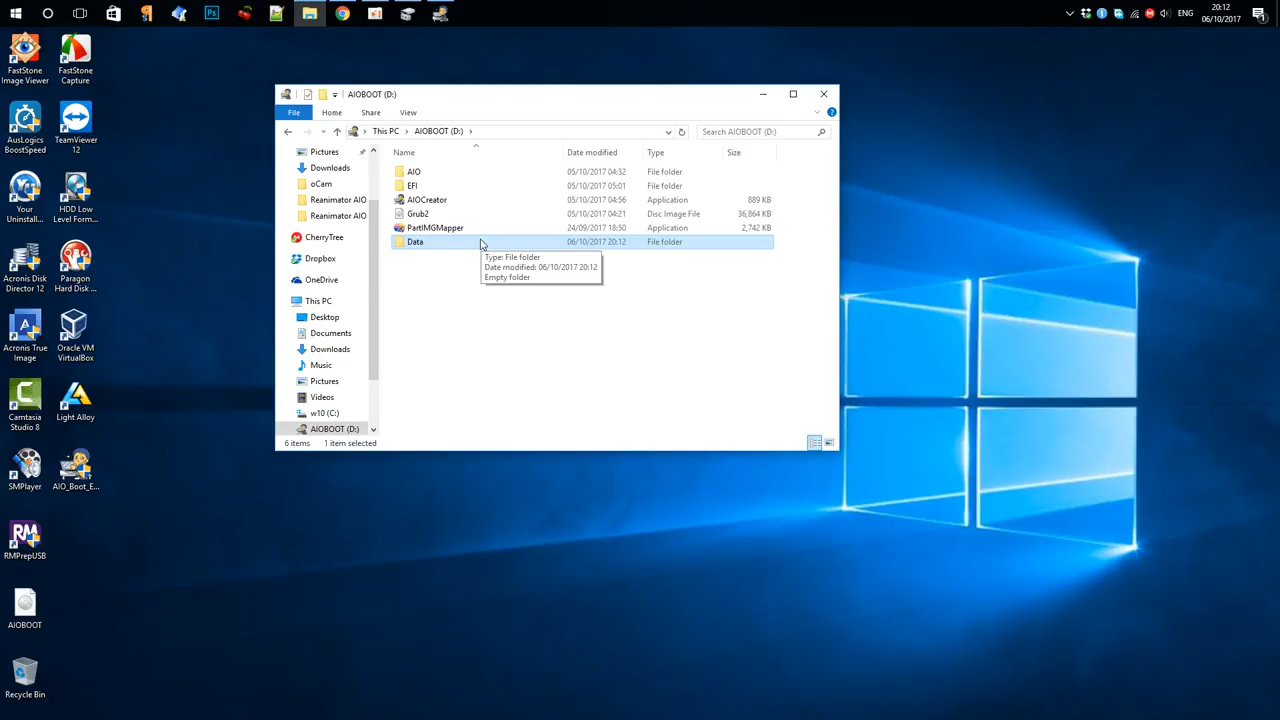 20:12
ENG
06/10/2017
1
Ps
AIOBOOT (D:)
File
Home
Share
View
This PC
AIOBOOT (D:)
Search AIOBOOT (D:)
Name
Date modified
Type
Size
Pictures
Downloads
oCam
Reanimator AIO
Reanimator AIO
CherryTree
Dropbox
OneDrive
This PC
Desktop
Documents
Downloads
Music
Pictures
Videos
w10 (C:)
AIOBOOT (D:)
AIO 05/10/2017 04:32 File folder
EFI 05/10/2017 05:01 File folder
AIOCreator 05/10/2017 04:56 Application 889 KB
Grub2 05/10/2017 04:21 Disc Image File 36,864 KB
PartIMGMapper 24/09/2017 18:50 Application 2,742 KB
Data 06/10/2017 20:12 File folder
Type: File folder
Date modified: 06/10/2017 20:12
Empty folder
6 items
1 item selected
FastStone
Image Viewer
FastStone
Capture
AusLogics
BoostSpeed
TeamViewer
12
Your
Uninstall...
HDD Low
Level Form...
Acronis Disk
Director 12
Paragon
Hard Disk ...
Acronis True
Image
Oracle VM
VirtualBox
Camtasia
Studio 8
Light Alloy
SMPlayer
AIO_Boot_E...
RM
RMPrepUSB
AIOBOOT
Recycle Bin